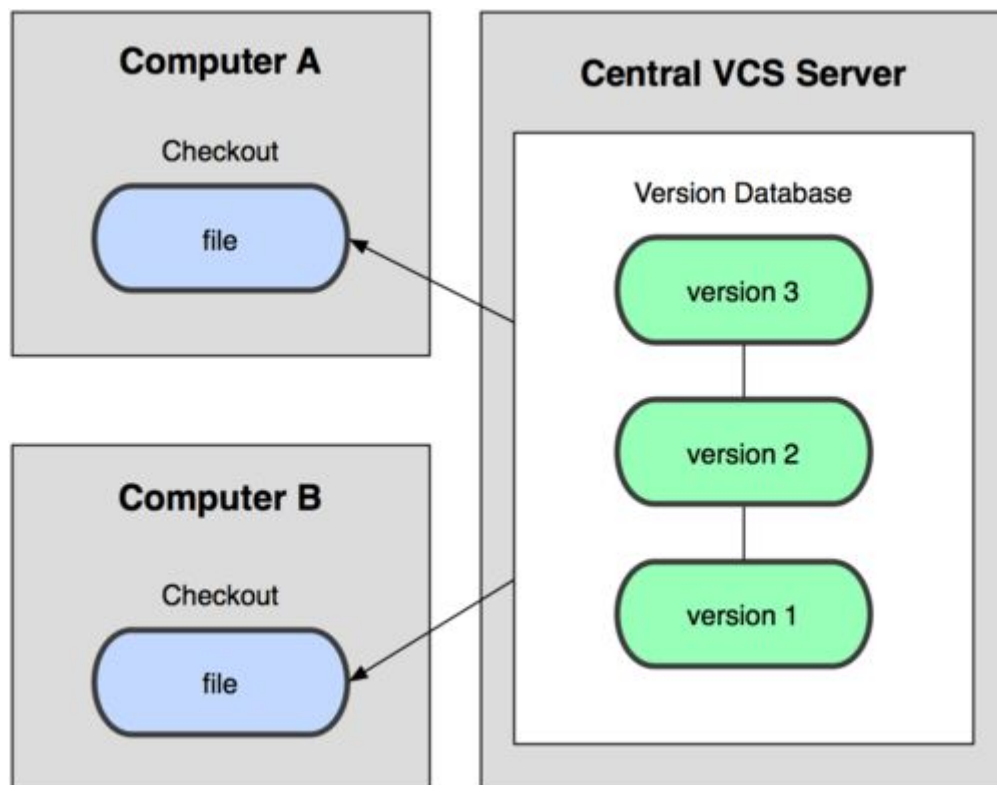 Computer A
Checkout
file
Computer B
Checkout
file
Central VCS Server
Version Database
version 3
version 2
version 1